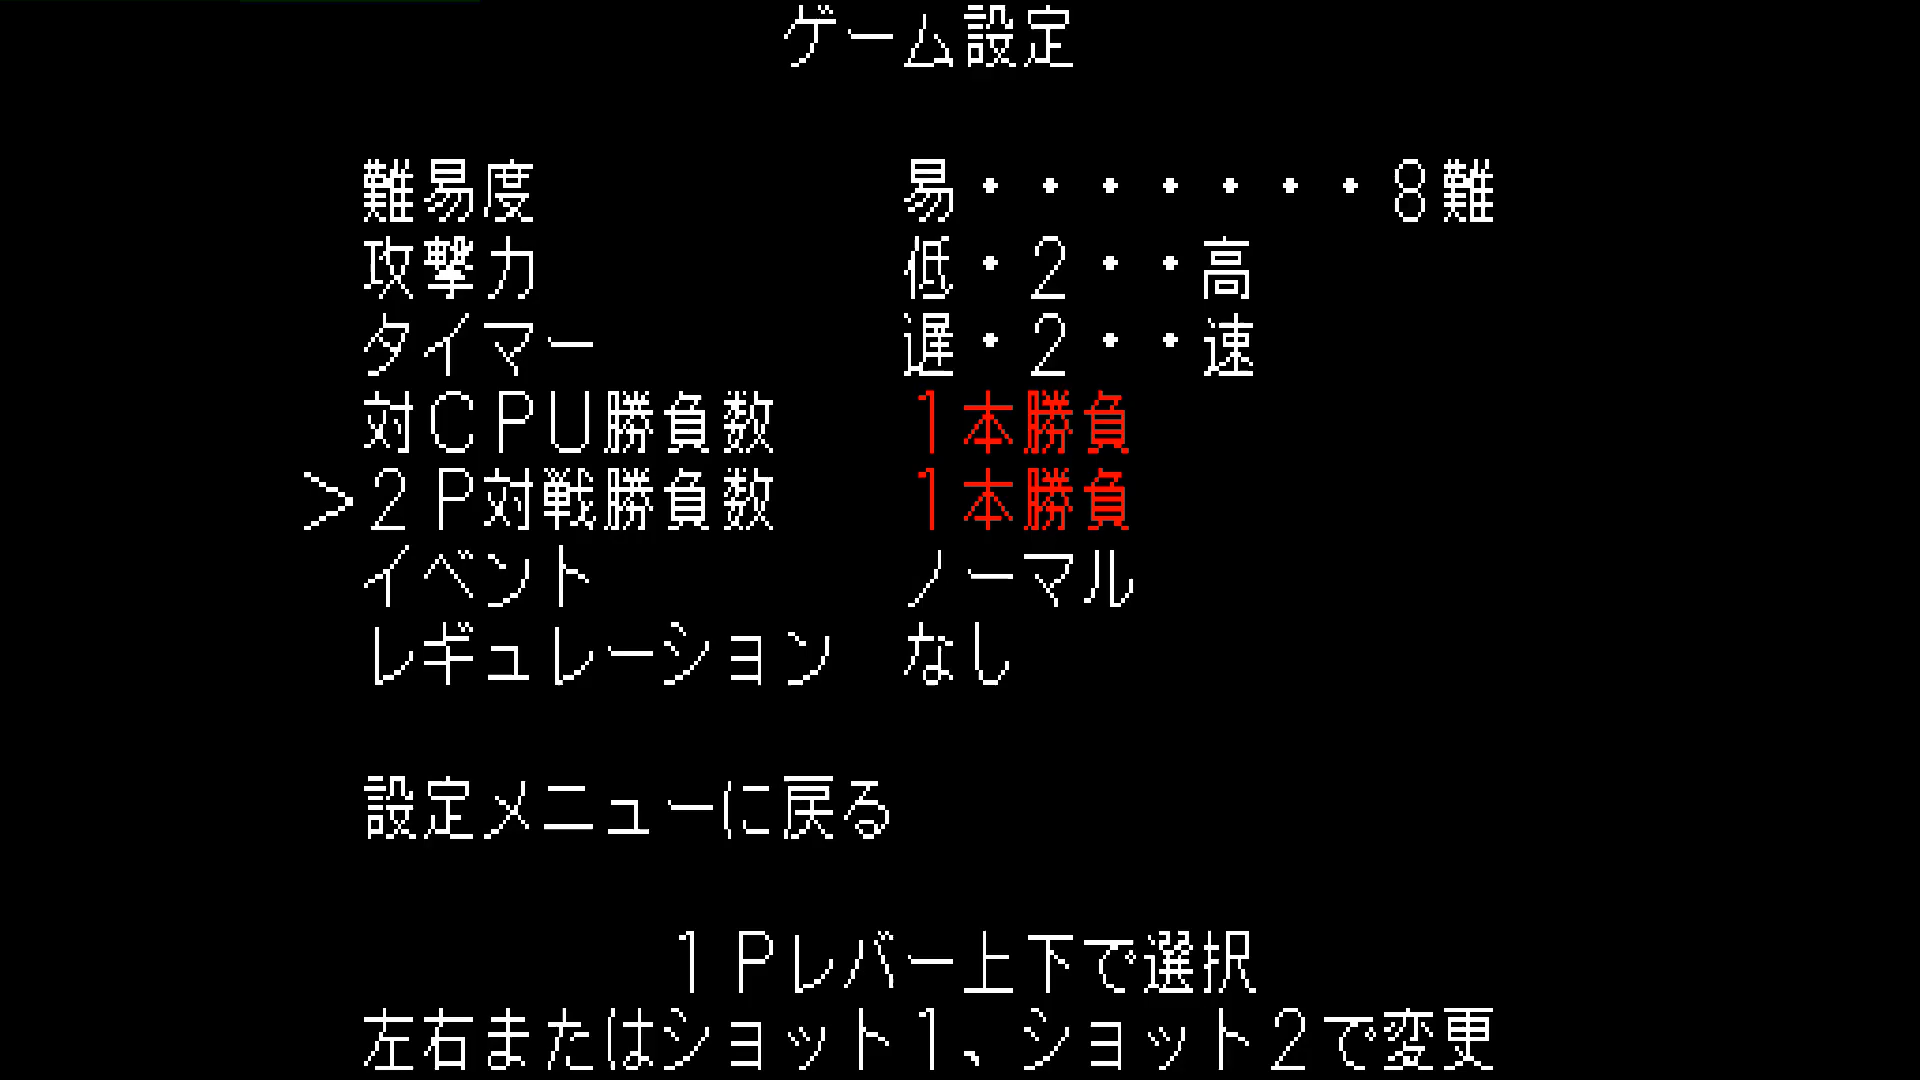 ゲーム設定
難易度 易・・・・・・・8難
攻撃力 低・2・・高
タイマー 遅・2・・速
対CPU勝負数 1本勝負
>2P対戦勝負数 1本勝負
イベント ノーマル
レギュレーション なし
設定メニューに戻る
1Pレバー上下で選択
左右またはショット1、ショット2で変更